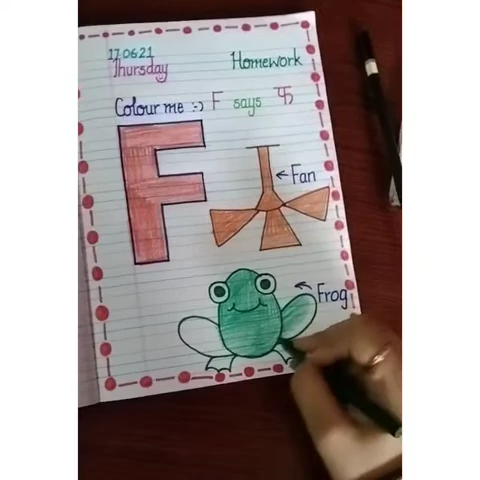 17.06.21
Thursday Homework
Colour me :-) F says फ
F
← Fan
← Frog